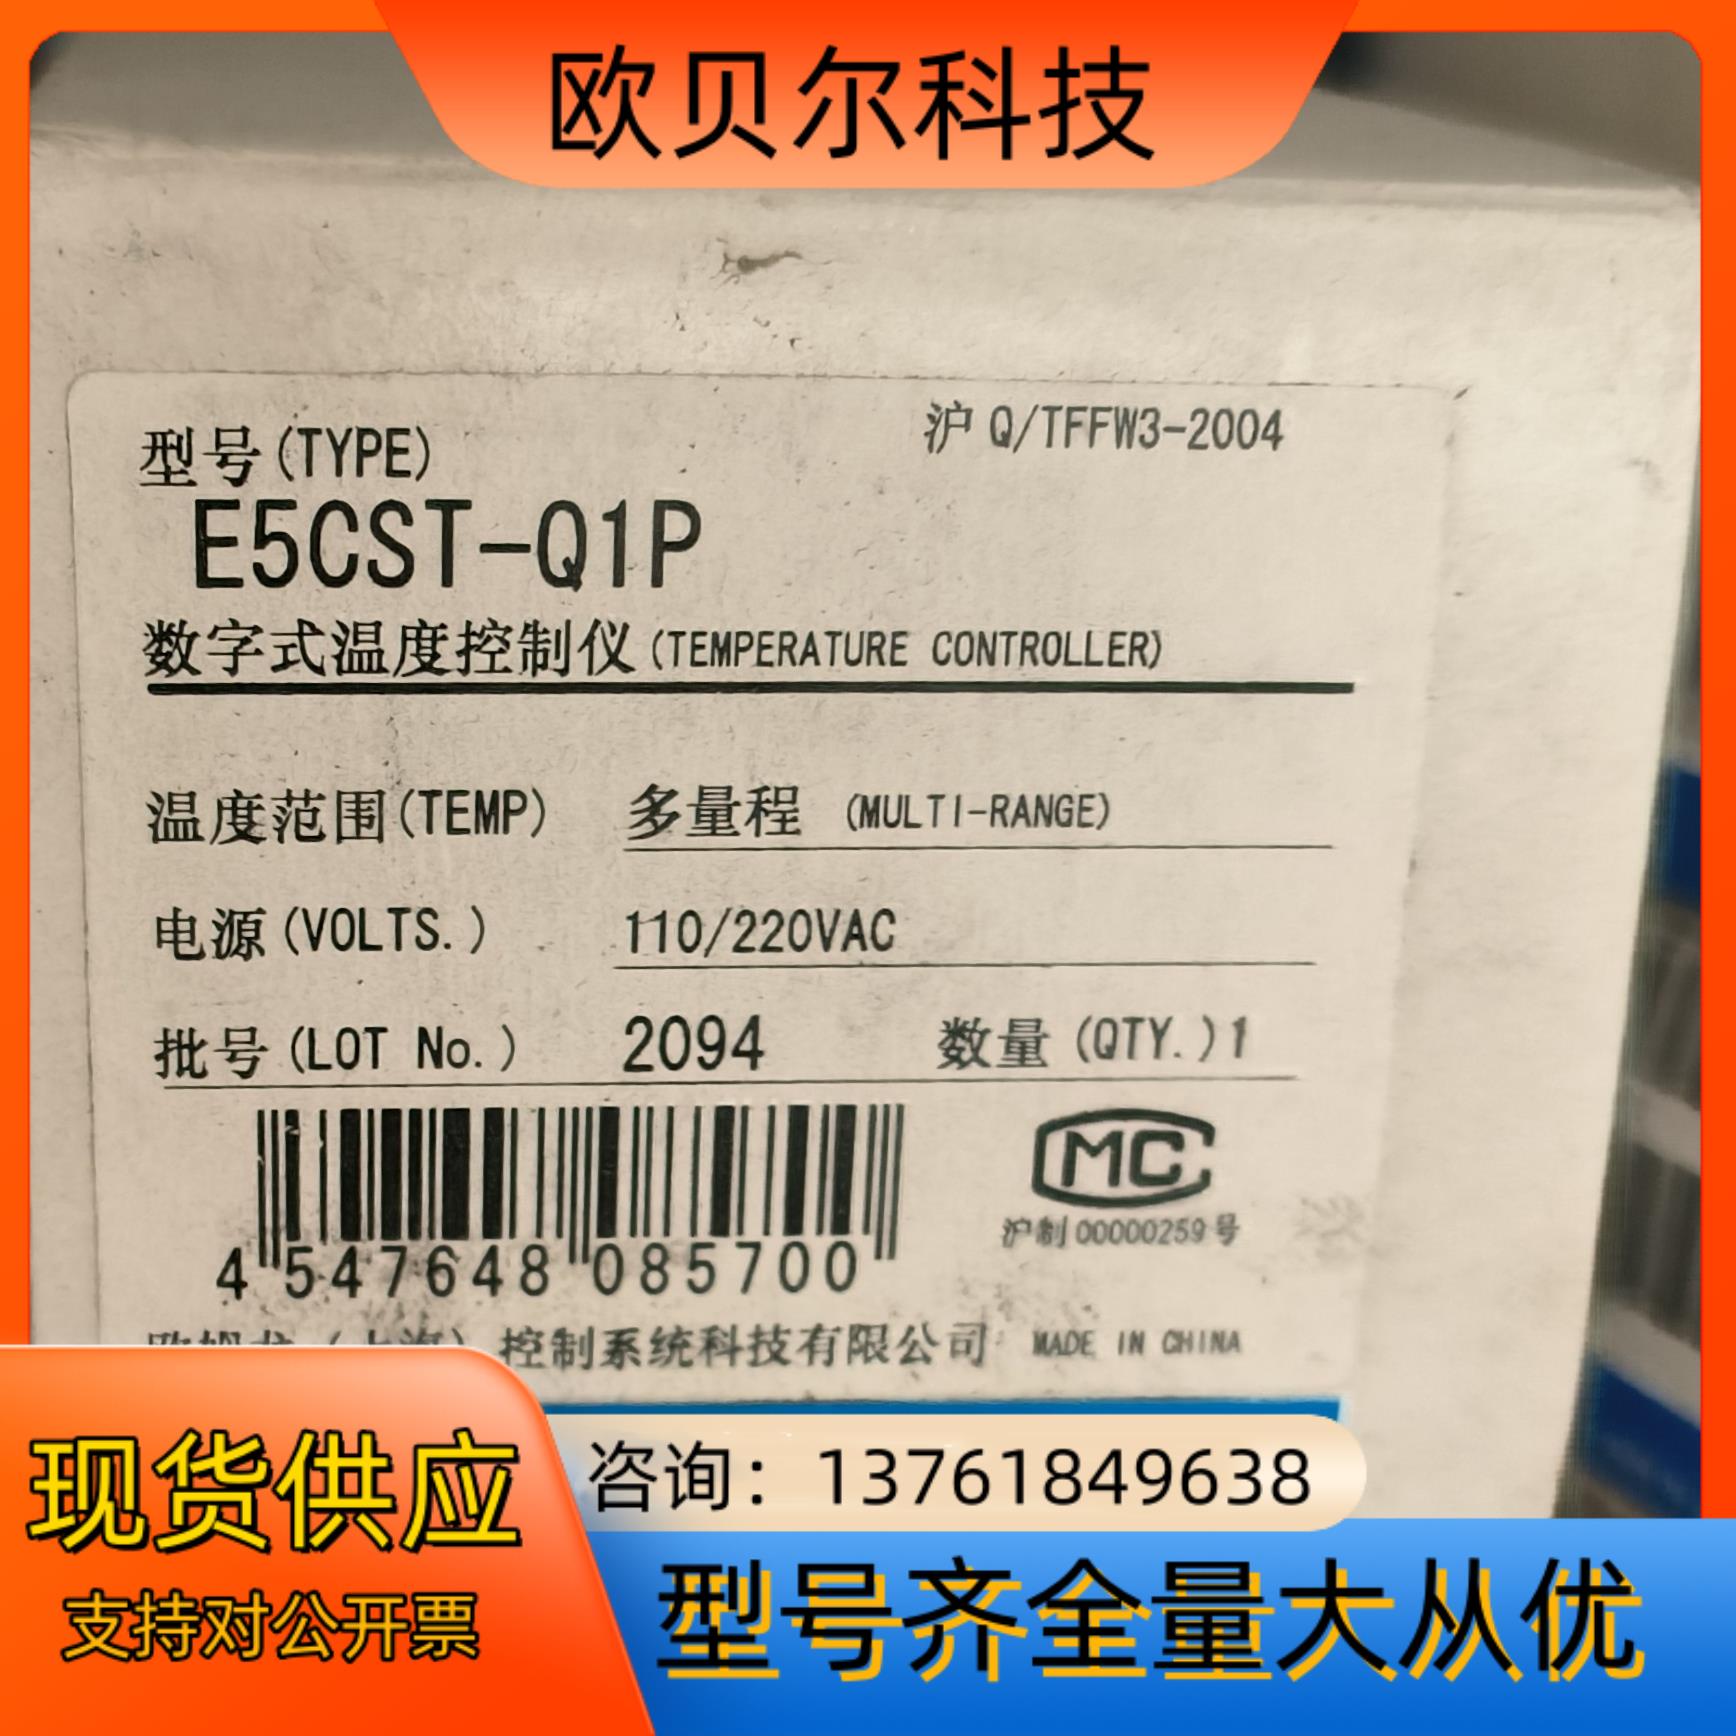 欧贝尔科技
沪 Q/TFFW3-2004
型号(TYPE)
E5CST-Q1P
数字式温度控制仪(TEMPERATURE CONTROLLER)
温度范围(TEMP) 多量程 (MULTI-RANGE)
电源(VOLTS.) 110/220VAC
批号(LOT No.) 2094 数量(QTY.)1
MC
沪制00000259号
4 547648 085700
(上海) 控制系统科技有限公司 MADE IN CHINA
现货供应
支持对公开票
咨询：13761849638
型号齐全量大从优